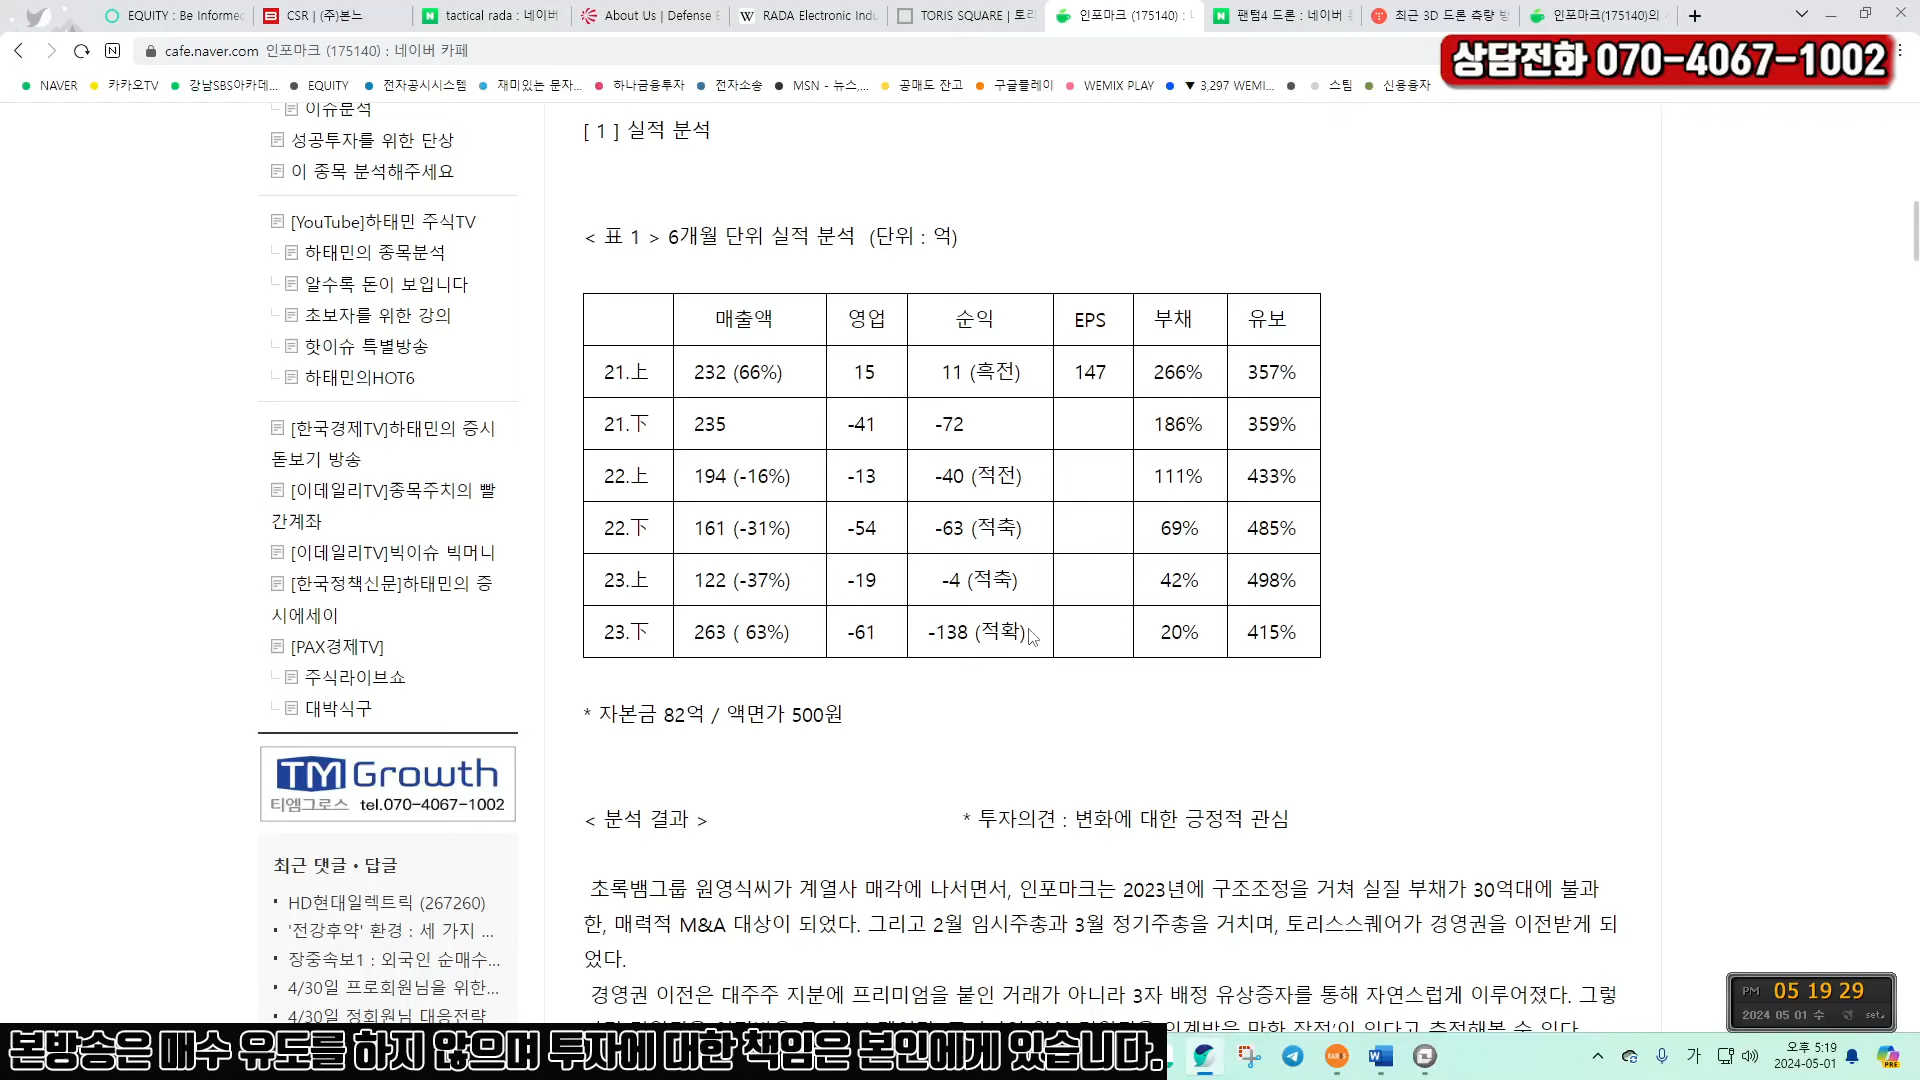 EQUITY : Be Informed
CSR | (주)본느
tactical rada : 네이버
About Us | Defense E
RADA Electronic Indu
TORIS SQUARE | 토리
인포마크 (175140) : 
팬텀4 드론 : 네이버
최근 3D 드론 측량 방
인포마크(175140)의
cafe.naver.com 인포마크 (175140) : 네이버 카페
상담전화 070-4067-1002
NAVER
카카오TV
강남SBS아카데...
EQUITY
전자공시시스템
재미있는 문자...
하나금융투자
전자소송
MSN - 뉴스,...
공매도 잔고
구글플레이
WEMIX PLAY
▼ 3,297 WEMI...
스팀
신용융자
이슈분석
성공투자를 위한 단상
이 종목 분석해주세요
[YouTube]하태민 주식TV
하태민의 종목분석
알수록 돈이 보입니다
초보자를 위한 강의
핫이슈 특별방송
하태민의HOT6
[한국경제TV]하태민의 증시
돋보기 방송
[이데일리TV]종목주치의 빨
간계좌
[이데일리TV]빅이슈 빅머니
[한국정책신문]하태민의 증
시에세이
[PAX경제TV]
주식라이브쇼
대박식구
TM Growth
티엠그로스 tel.070-4067-1002
최근 댓글 • 답글
HD현대일렉트릭 (267260)
'전강후약' 환경 : 세 가지 ...
장중속보1 : 외국인 순매수...
4/30일 프로회원님을 위한...
4/30일 정회원님 대응전략
[ 1 ] 실적 분석
< 표 1 > 6개월 단위 실적 분석 (단위 : 억)
매출액 영업 순익 EPS 부채 유보
21.上 232 (66%) 15 11 (흑전) 147 266% 357%
21.下 235 -41 -72 186% 359%
22.上 194 (-16%) -13 -40 (적전) 111% 433%
22.下 161 (-31%) -54 -63 (적축) 69% 485%
23.上 122 (-37%) -19 -4 (적축) 42% 498%
23.下 263 ( 63%) -61 -138 (적확) 20% 415%
* 자본금 82억 / 액면가 500원
< 분석 결과 > * 투자의견 : 변화에 대한 긍정적 관심
초록뱀그룹 원영식씨가 계열사 매각에 나서면서, 인포마크는 2023년에 구조조정을 거쳐 실질 부채가 30억대에 불과
한, 매력적 M&A 대상이 되었다. 그리고 2월 임시주총과 3월 정기주총을 거치며, 토리스스퀘어가 경영권을 이전받게 되
었다.
경영권 이전은 대주주 지분에 프리미엄을 붙인 거래가 아니라 3자 배정 유상증자를 통해 자연스럽게 이루어졌다. 그렇
PM 05 19 29
2024 05 01 수 set
본방송은 매수 유도를 하지 않으며 투자에 대한 책임은 본인에게 있습니다.
가
오후 5:19
2024-05-01